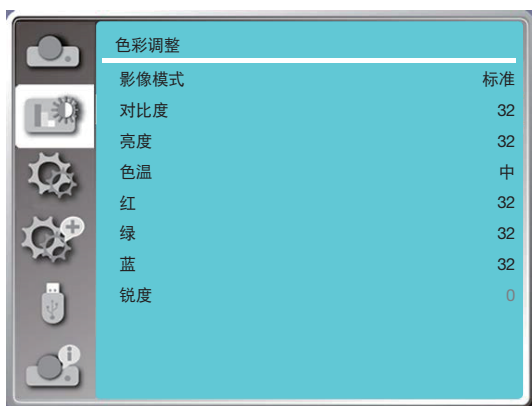 色彩调整
影像模式 标准
对比度 32
亮度 32
色温 中
红 32
绿 32
蓝 32
锐度 0